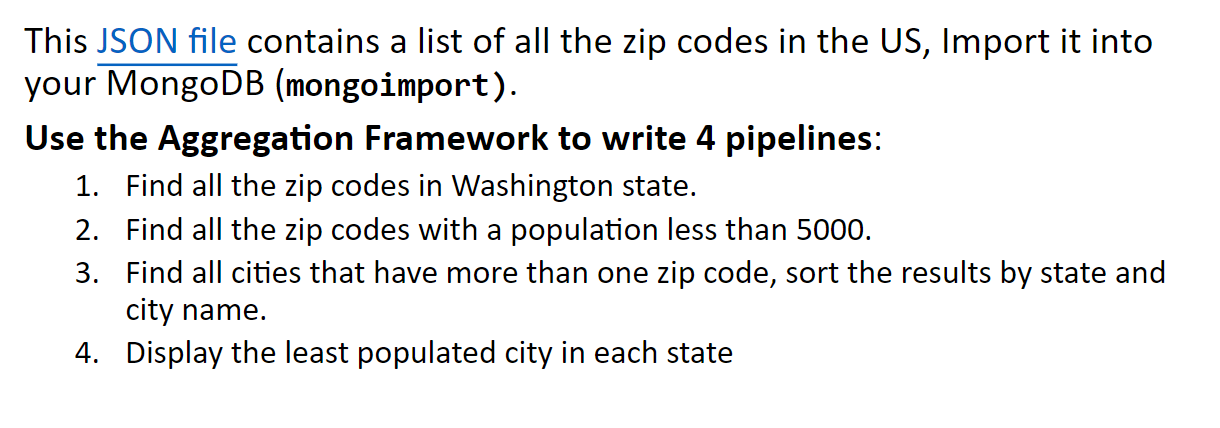 This JSON file contains a list of all the zip codes in the US, Import it into
your MongoDB (mongoimport).
Use the Aggregation Framework to write 4 pipelines:
1. Find all the zip codes in Washington state.
2. Find all the zip codes with a population less than 5000.
3. Find all cities that have more than one zip code, sort the results by state and
city name.
4. Display the least populated city in each state